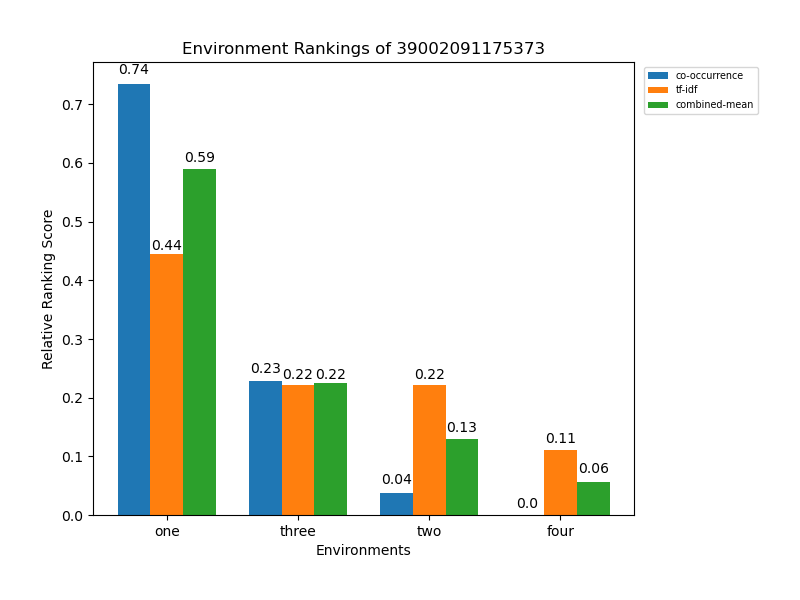 Environment Rankings of 39002091175373
co-occurrence
tf-idf
combined-mean
Relative Ranking Score
0.7
0.6
0.5
0.4
0.3
0.2
0.1
0.0
0.74
0.44
0.59
0.23
0.22
0.22
0.04
0.22
0.13
0.0
0.11
0.06
one
three
two
four
Environments